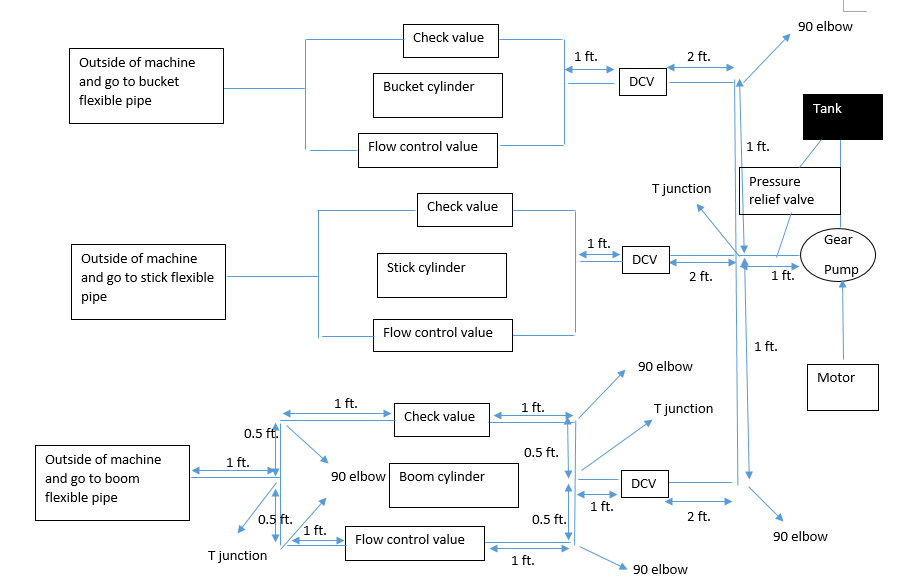 90 elbow
Check value
Outside of machine
and go to bucket
flexible pipe
1 ft.
2 ft.
DCV
Bucket cylinder
Tank
Flow control value
1 ft.
Pressure
relief valve
T junction
Check value
Gear
Pump
1 ft.
Outside of machine
and go to stick flexible
pipe
Stick cylinder
DCV
2 ft.
1 ft.
Flow control value
1 ft.
90 elbow
Motor
1 ft.
Check value
1 ft.
T junction
0.5 ft.
0.5 ft.
Outside of machine
and go to boom
flexible pipe
1 ft.
90 elbow
Boom cylinder
DCV
1 ft.
2 ft.
0.5 ft.
0.5 ft.
1 ft.
Flow control value
90 elbow
T junction
1 ft.
90 elbow